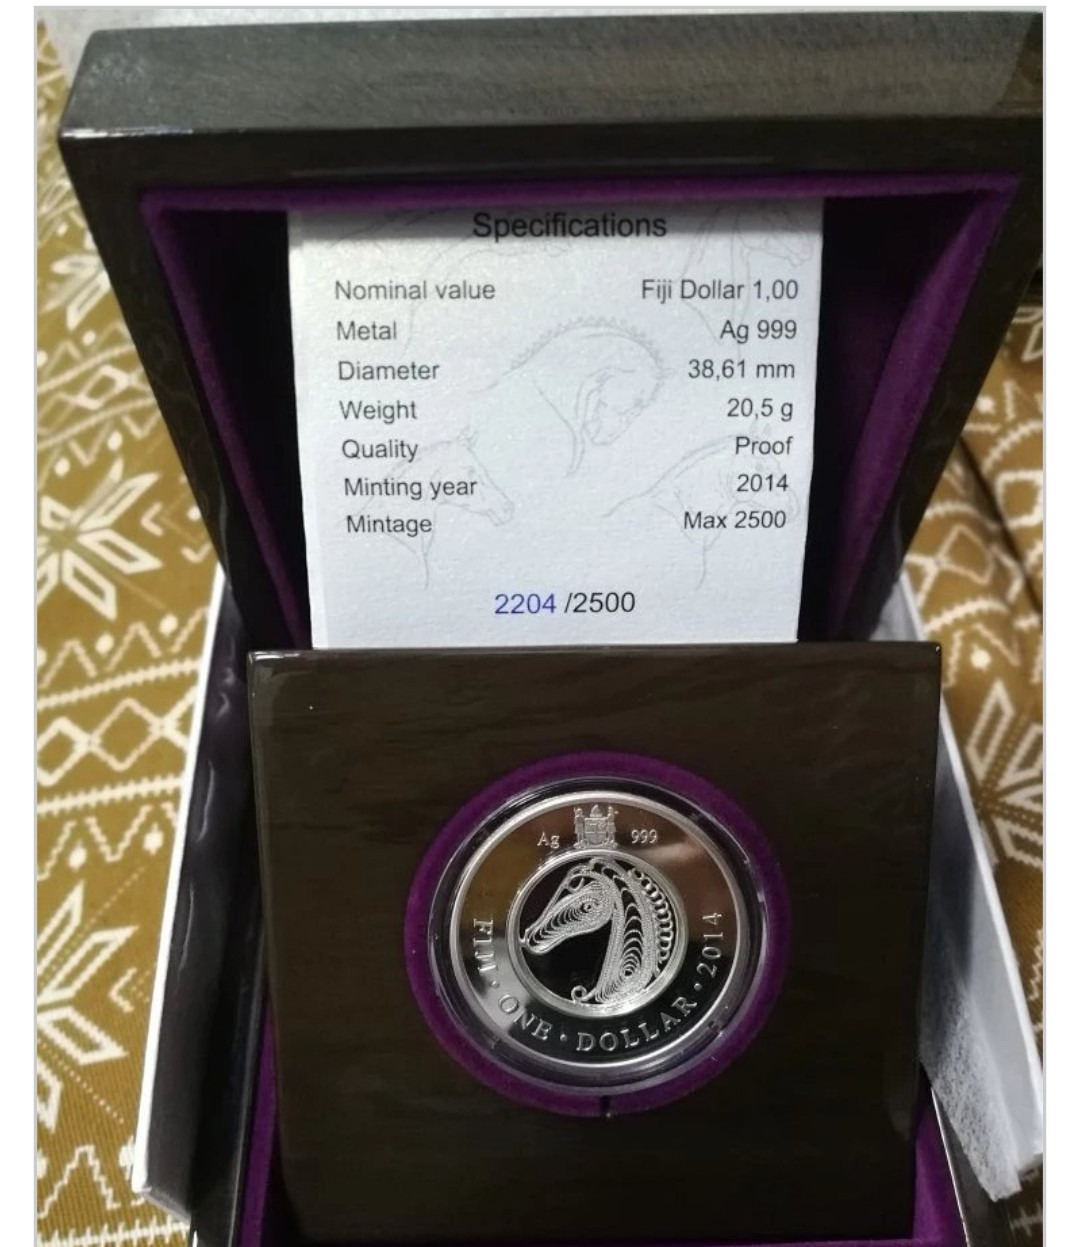 Specifications
Nominal value Fiji Dollar 1,00
Metal Ag 999
Diameter 38,61 mm
Weight 20,5 g
Quality Proof
Minting year 2014
Mintage Max 2500
2204 /2500
Ag 999
FIJI · ONE · DOLLAR · 2014